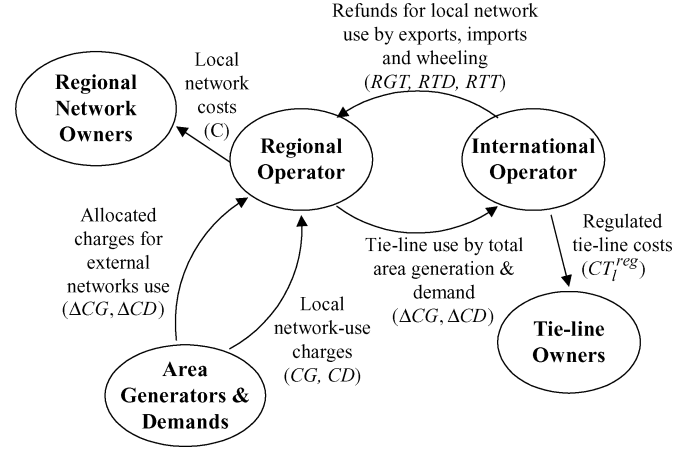 Refunds for local network
use by exports, imports
and wheeling
(RGT, RTD, RTT)
Local
network
costs
(C)
Regional
Network
Owners
Regional
Operator
International
Operator
Allocated
charges for
external
networks use
(ΔCG, ΔCD)
Tie-line use by total
area generation &
demand
(ΔCG, ΔCD)
Regulated
tie-line costs
(CT_l^reg)
Local
network-use
charges
(CG, CD)
Tie-line
Owners
Area
Generators &
Demands